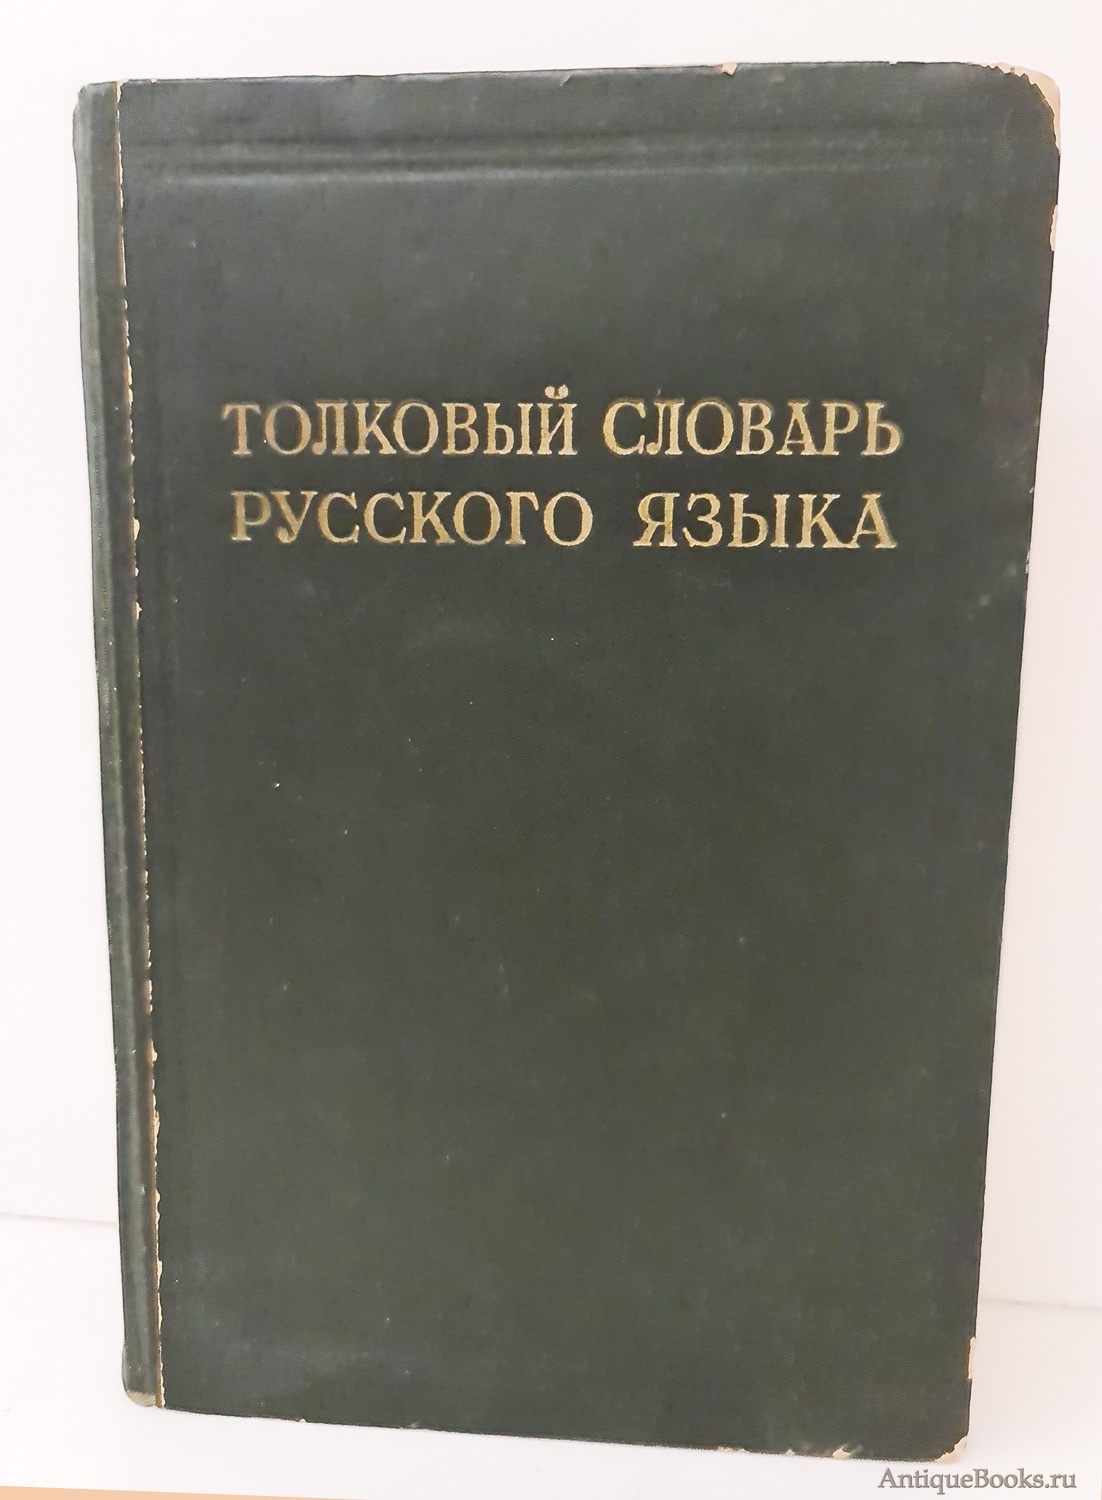 ТОЛКОВЫЙ СЛОВАРЬ
РУССКОГО ЯЗЫКА
AntiqueBooks.ru